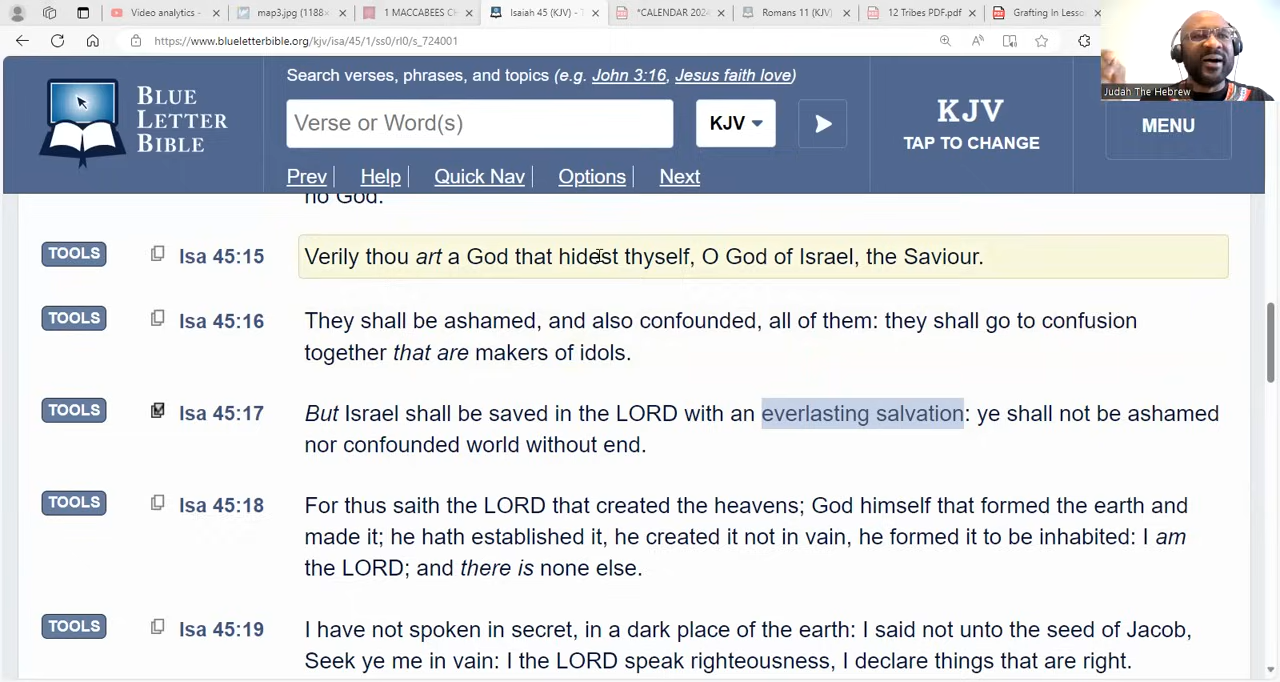 Video analytics -
map3.jpg (1188×
1 MACCABEES CH
Isaiah 45 (KJV) - 
*CALENDAR 2024
Romans 11 (KJV)
12 Tribes PDF.pdf
Grafting In Lesso
https://www.blueletterbible.org/kjv/isa/45/1/ss0/rl0/s_724001
Judah The Hebrew
BLUE
LETTER
BIBLE
Search verses, phrases, and topics (e.g. John 3:16, Jesus faith love)
Verse or Word(s)
KJV
KJV
TAP TO CHANGE
MENU
Prev
Help
Quick Nav
Options
Next
no God.
TOOLS
Isa 45:15
Verily thou art a God that hidest thyself, O God of Israel, the Saviour.
TOOLS
Isa 45:16
They shall be ashamed, and also confounded, all of them: they shall go to confusion
together that are makers of idols.
TOOLS
Isa 45:17
But Israel shall be saved in the LORD with an everlasting salvation: ye shall not be ashamed
nor confounded world without end.
TOOLS
Isa 45:18
For thus saith the LORD that created the heavens; God himself that formed the earth and
made it; he hath established it, he created it not in vain, he formed it to be inhabited: I am
the LORD; and there is none else.
TOOLS
Isa 45:19
I have not spoken in secret, in a dark place of the earth: I said not unto the seed of Jacob,
Seek ye me in vain: I the LORD speak righteousness, I declare things that are right.